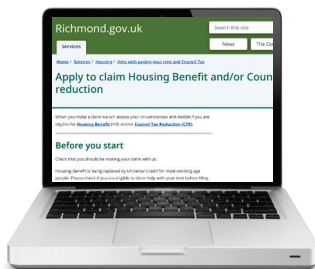 Richmond.gov.uk
Search this site
Services
News
The Co
Home / Services / Housing / Help with paying your rent and Council Tax
Apply to claim Housing Benefit and/or Coun
reduction
When you make a claim we will assess your circumstances and decide if you are
eligible for Housing Benefit (HB) and/or Council Tax Reduction (CTR).
Before you start
Check that you should be making your claim with us.
Housing Benefit is being replaced by Universal Credit for most working age
people. Please check if you are eligible to claim help with your rent before filling